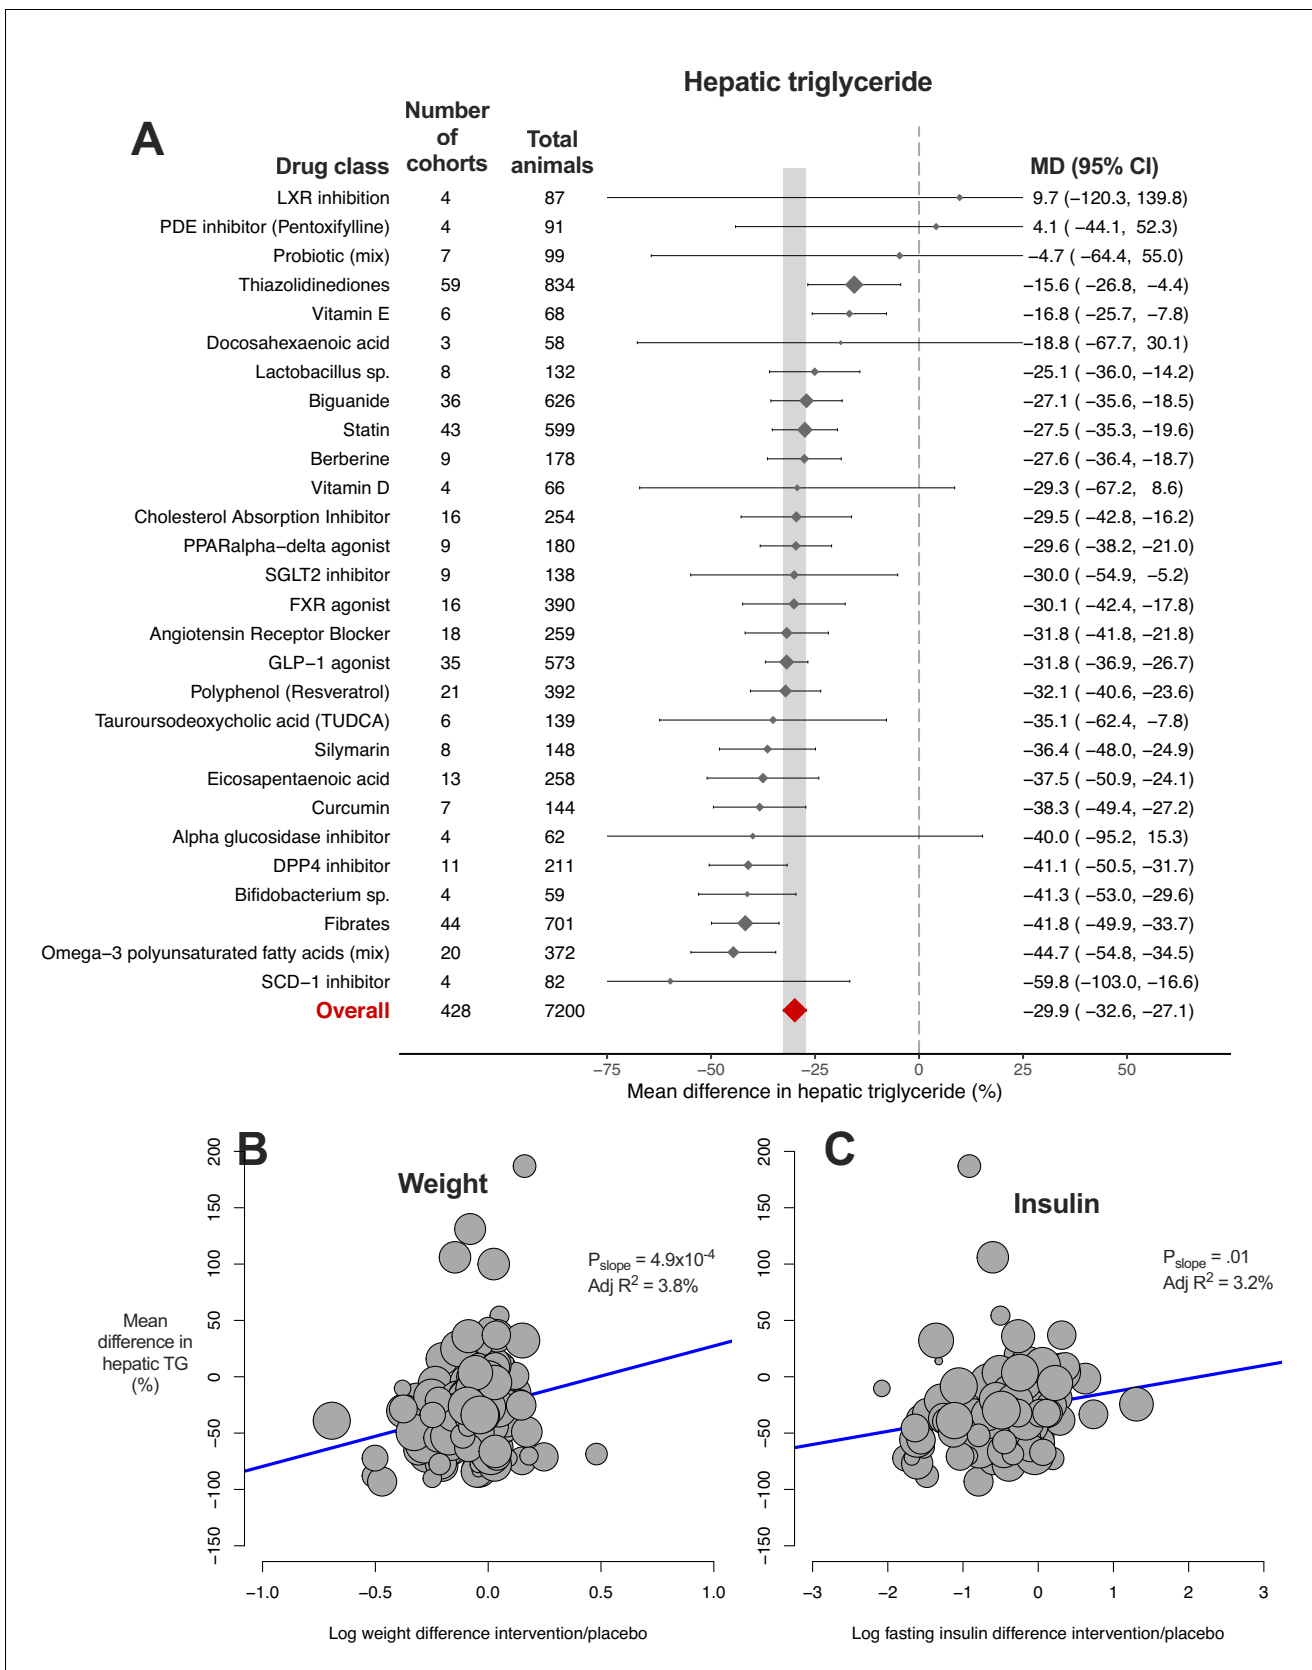 Hepatic triglyceride
A
Drug class Number of cohorts Total animals MD (95% CI)
LXR inhibition 4 87 9.7 (−120.3, 139.8)
PDE inhibitor (Pentoxifylline) 4 91 4.1 ( −44.1, 52.3)
Probiotic (mix) 7 99 −4.7 ( −64.4, 55.0)
Thiazolidinediones 59 834 −15.6 ( −26.8, −4.4)
Vitamin E 6 68 −16.8 ( −25.7, −7.8)
Docosahexaenoic acid 3 58 −18.8 ( −67.7, 30.1)
Lactobacillus sp. 8 132 −25.1 ( −36.0, −14.2)
Biguanide 36 626 −27.1 ( −35.6, −18.5)
Statin 43 599 −27.5 ( −35.3, −19.6)
Berberine 9 178 −27.6 ( −36.4, −18.7)
Vitamin D 4 66 −29.3 ( −67.2, 8.6)
Cholesterol Absorption Inhibitor 16 254 −29.5 ( −42.8, −16.2)
PPARalpha−delta agonist 9 180 −29.6 ( −38.2, −21.0)
SGLT2 inhibitor 9 138 −30.0 ( −54.9, −5.2)
FXR agonist 16 390 −30.1 ( −42.4, −17.8)
Angiotensin Receptor Blocker 18 259 −31.8 ( −41.8, −21.8)
GLP−1 agonist 35 573 −31.8 ( −36.9, −26.7)
Polyphenol (Resveratrol) 21 392 −32.1 ( −40.6, −23.6)
Tauroursodeoxycholic acid (TUDCA) 6 139 −35.1 ( −62.4, −7.8)
Silymarin 8 148 −36.4 ( −48.0, −24.9)
Eicosapentaenoic acid 13 258 −37.5 ( −50.9, −24.1)
Curcumin 7 144 −38.3 ( −49.4, −27.2)
Alpha glucosidase inhibitor 4 62 −40.0 ( −95.2, 15.3)
DPP4 inhibitor 11 211 −41.1 ( −50.5, −31.7)
Bifidobacterium sp. 4 59 −41.3 ( −53.0, −29.6)
Fibrates 44 701 −41.8 ( −49.9, −33.7)
Omega−3 polyunsaturated fatty acids (mix) 20 372 −44.7 ( −54.8, −34.5)
SCD−1 inhibitor 4 82 −59.8 (−103.0, −16.6)
Overall 428 7200 −29.9 ( −32.6, −27.1)
−75 −50 −25 0 25 50
Mean difference in hepatic triglyceride (%)
B
Weight
P slope = 4.9x10-4
Adj R2 = 3.8%
Mean
difference in
hepatic TG
(%)
200
150
100
50
0
−50
−100
−150
−1.0 −0.5 0.0 0.5 1.0
Log weight difference intervention/placebo
C
Insulin
P slope = .01
Adj R2 = 3.2%
200
150
100
50
0
−50
−100
−150
−3 −2 −1 0 1 2 3
Log fasting insulin difference intervention/placebo